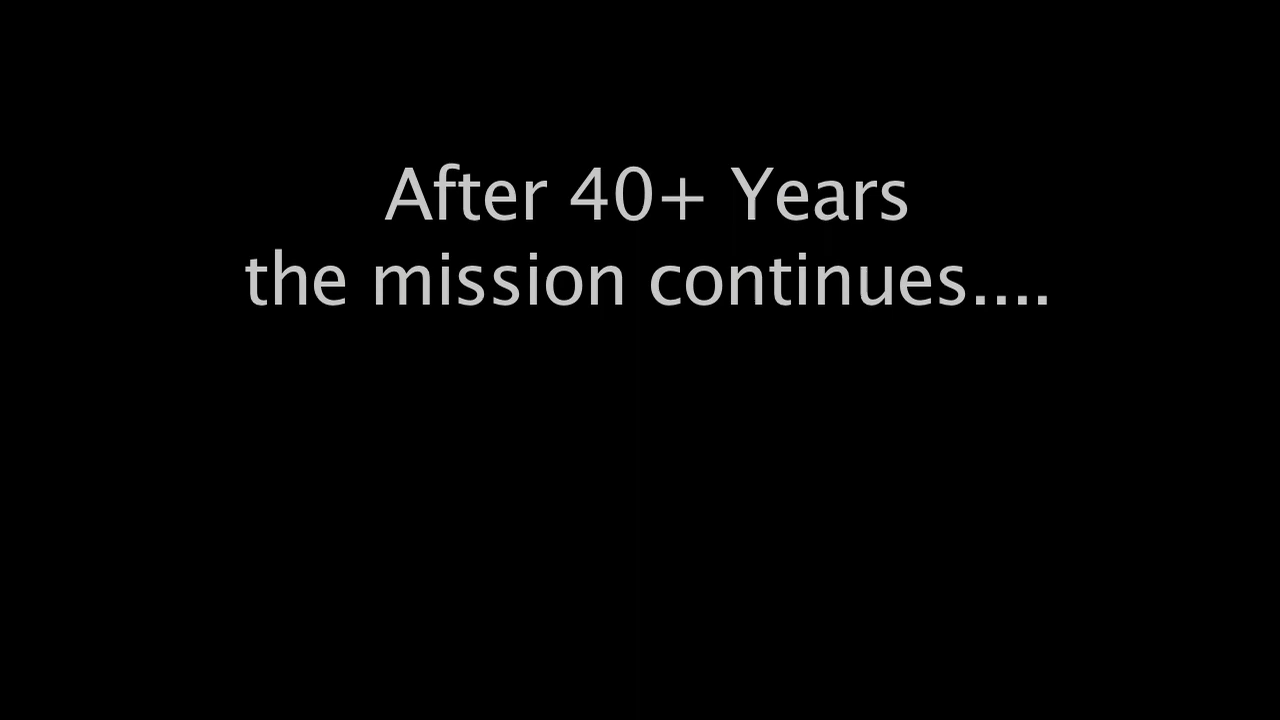 After 40+ Years
the mission continues....